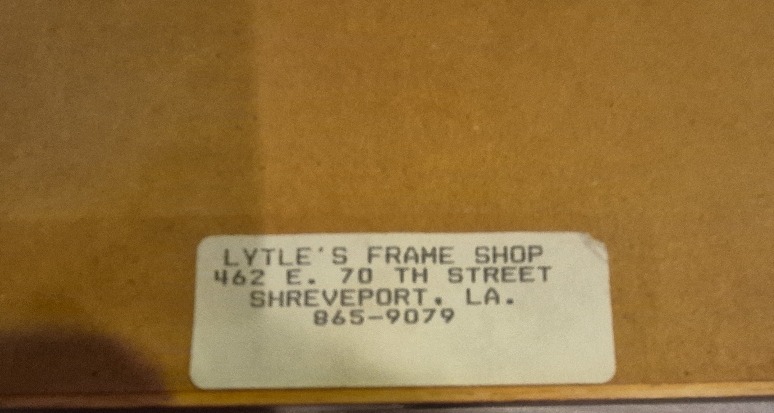 LYTLE'S FRAME SHOP
462 E. 70 TH STREET
SHREVEPORT. LA.
865-9079